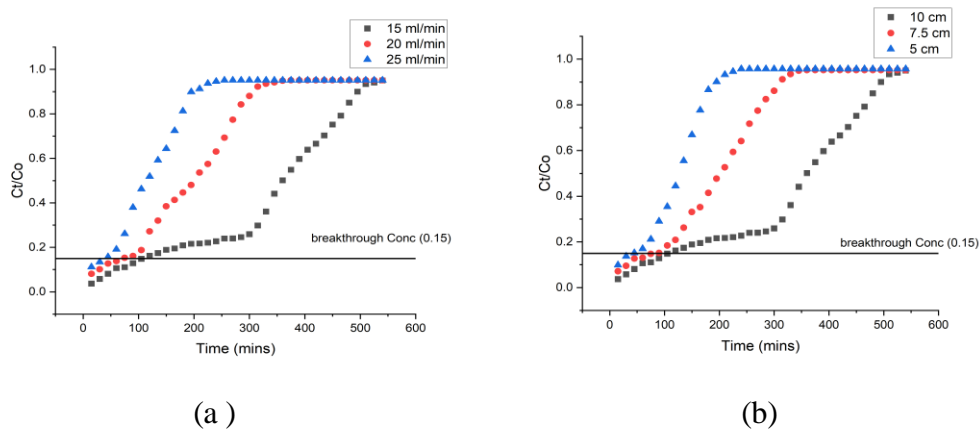 15 ml/min
20 ml/min
25 ml/min
1.0
0.8
0.6
0.4
0.2
0.0
Ct/Co
breakthrough Conc (0.15)
0 100 200 300 400 500 600
Time (mins)
(a )
10 cm
7.5 cm
5 cm
1.0
0.8
0.6
0.4
0.2
0.0
Ct/Co
breakthrough Conc (0.15)
0 100 200 300 400 500 600
Time (mins)
(b)